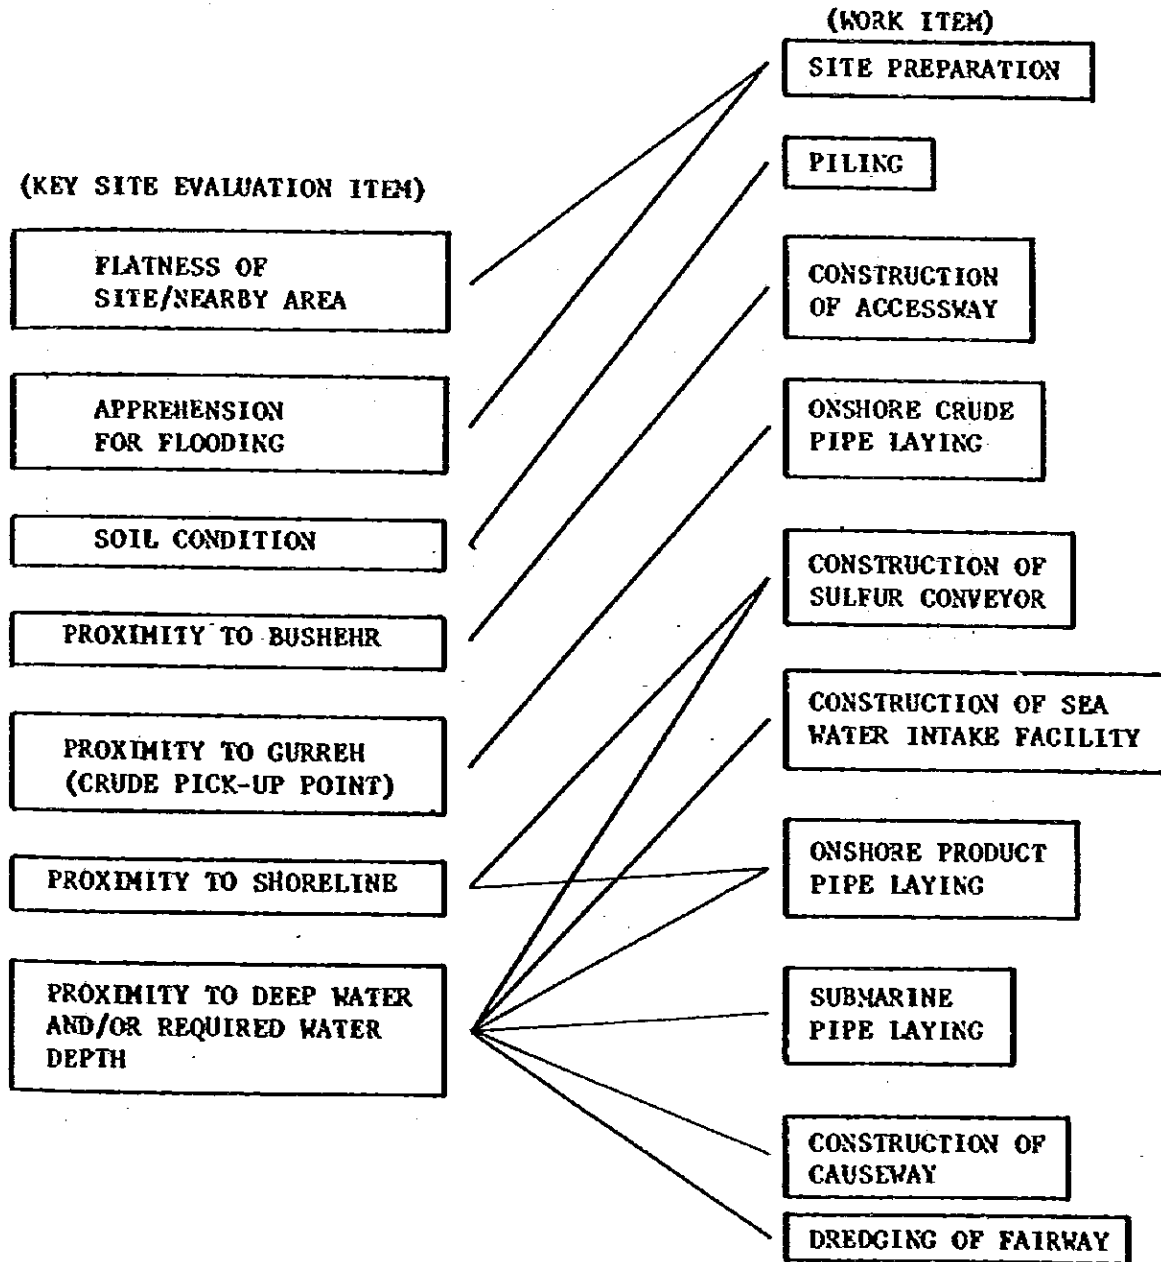 (KEY SITE EVALUATION ITEM)
FLATNESS OF
SITE/NEARBY AREA
APPREHENSION
FOR FLOODING
SOIL CONDITION
PROXIMITY TO BUSHEHR
PROXIMITY TO GURREH
(CRUDE PICK-UP POINT)
PROXIMITY TO SHORELINE
PROXIMITY TO DEEP WATER
AND/OR REQUIRED WATER
DEPTH
(WORK ITEM)
SITE PREPARATION
PILING
CONSTRUCTION
OF ACCESSWAY
ONSHORE CRUDE
PIPE LAYING
CONSTRUCTION OF
SULFUR CONVEYOR
CONSTRUCTION OF SEA
WATER INTAKE FACILITY
ONSHORE PRODUCT
PIPE LAYING
SUBMARINE
PIPE LAYING
CONSTRUCTION OF
CAUSEWAY
DREDGING OF FAIRWAY